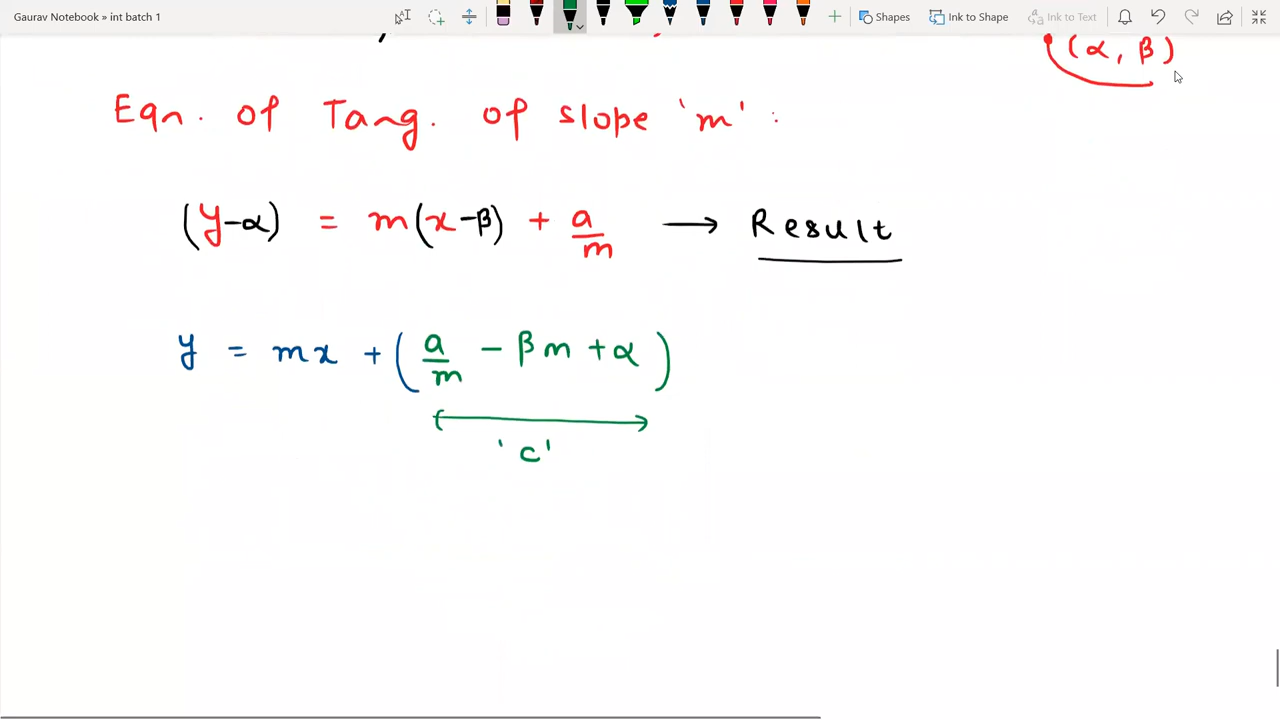 Gaurav Notebook » int batch 1
Shapes
Ink to Shape
Ink to Text
(α, β)
Eqn. of Tang. of slope 'm' :
(y-α) = m(x-β) + a/m → Result
y = mx + (a/m - βm + α)
'c'